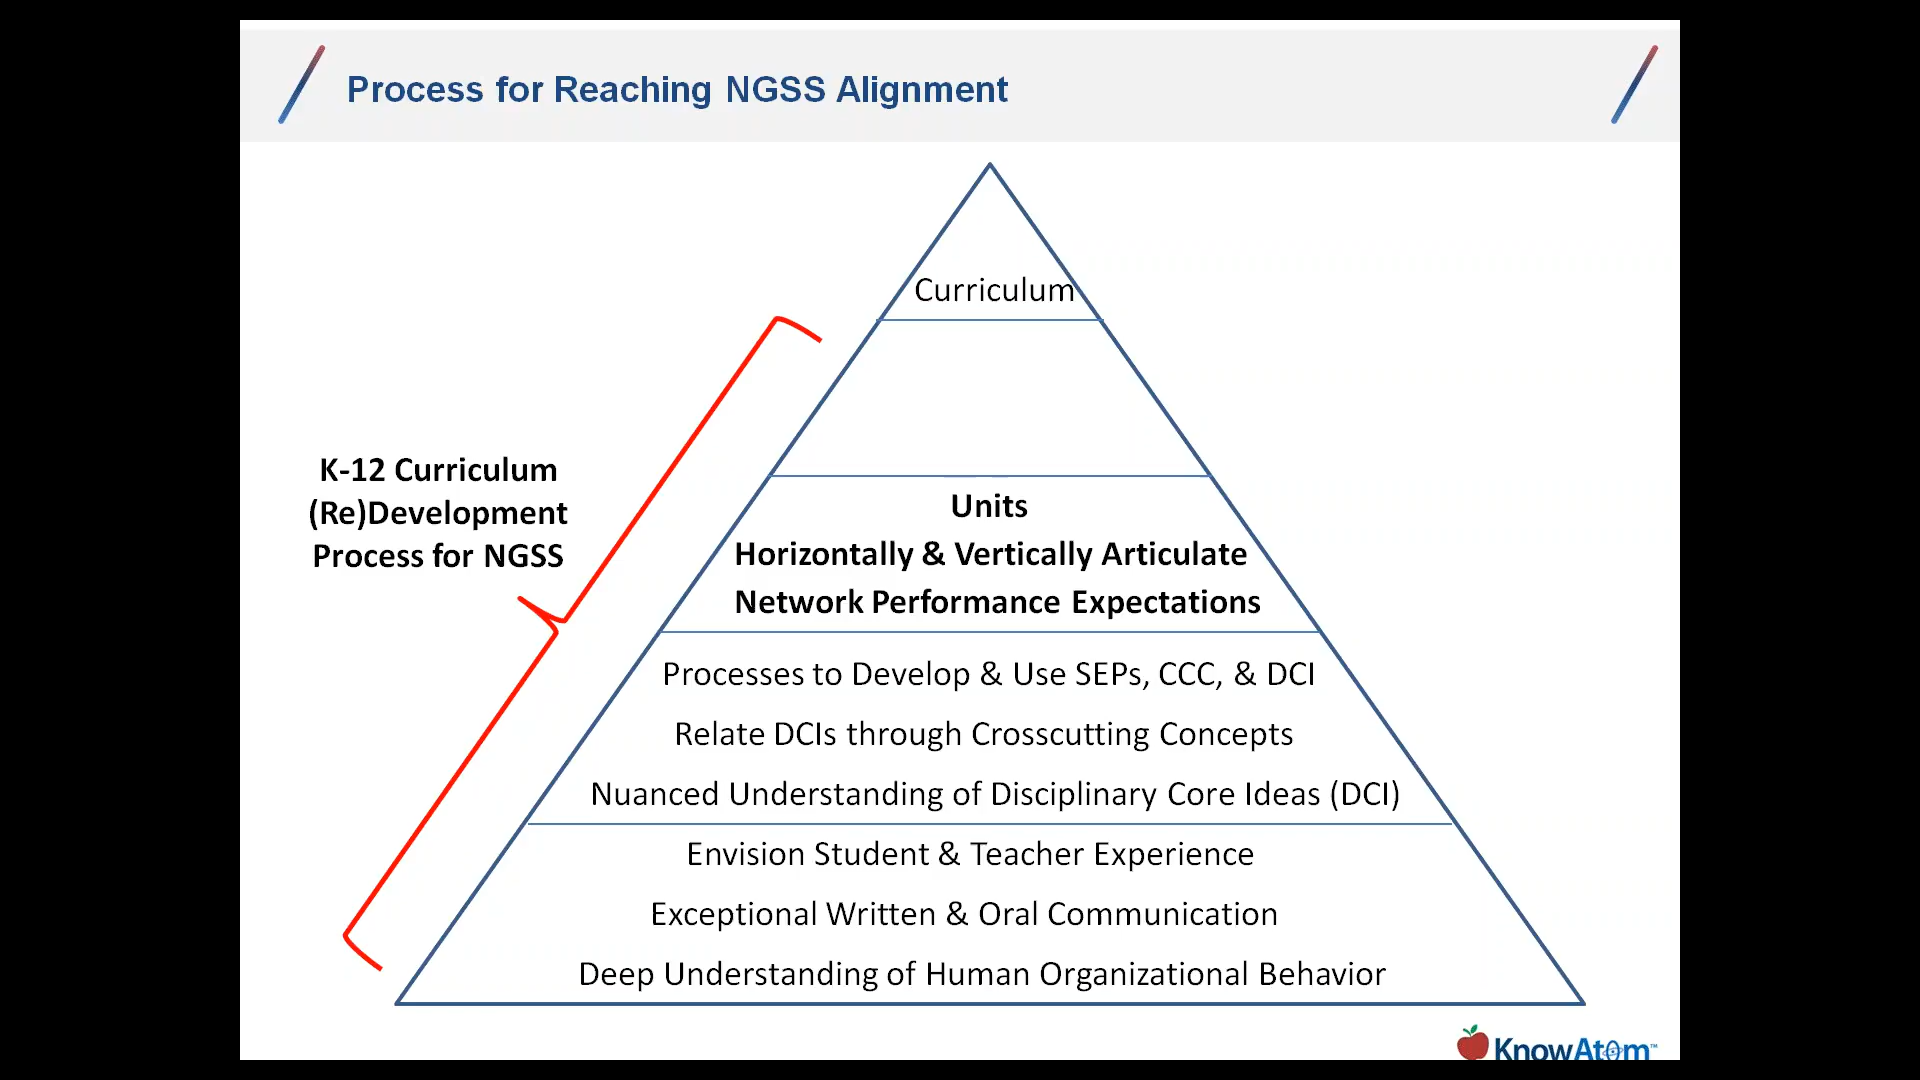 Process for Reaching NGSS Alignment
Curriculum
K-12 Curriculum
(Re)Development
Process for NGSS
Units
Horizontally & Vertically Articulate
Network Performance Expectations
Processes to Develop & Use SEPs, CCC, & DCI
Relate DCIs through Crosscutting Concepts
Nuanced Understanding of Disciplinary Core Ideas (DCI)
Envision Student & Teacher Experience
Exceptional Written & Oral Communication
Deep Understanding of Human Organizational Behavior
KnowAtom™